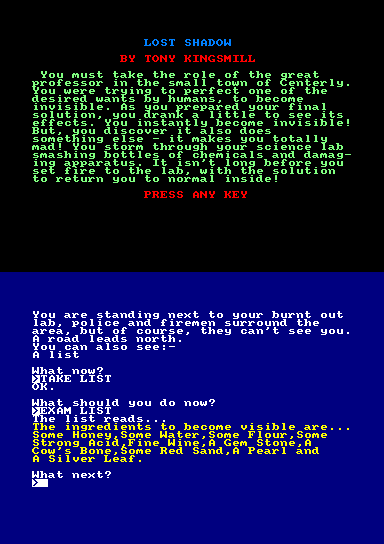 LOST SHADOW
BY TONY KINGSMILL
You must take the role of the great
professor in the small town of Centerly.
You were trying to perfect one of the
desired wants by humans, to become
invisible. As you prepared your final
solution, you drank a little to see its
effects. You instantly become invisible!
But, you discover it also does
something else - it makes you totally
mad! You storm through your science lab
smashing bottles of chemicals and damag-
ing apparatus. It isn't long before you
set fire to the lab, with the solution
to return you to normal inside!
PRESS ANY KEY
You are standing next to your burnt out
lab, police and firemen surround the
area, but of course, they can't see you.
A road leads north.
You can also see:-
A list
What now?
>TAKE LIST
OK.
What should you do now?
>EXAM LIST
The list reads...
The ingredients to become visible are...
Some Honey,Some Water,Some Flour,Some
Strong Acid,Fine Wine,A Gem Stone,A
Cow's Bone,Some Red Sand,A Pearl and
A Silver Leaf.
What next?
>